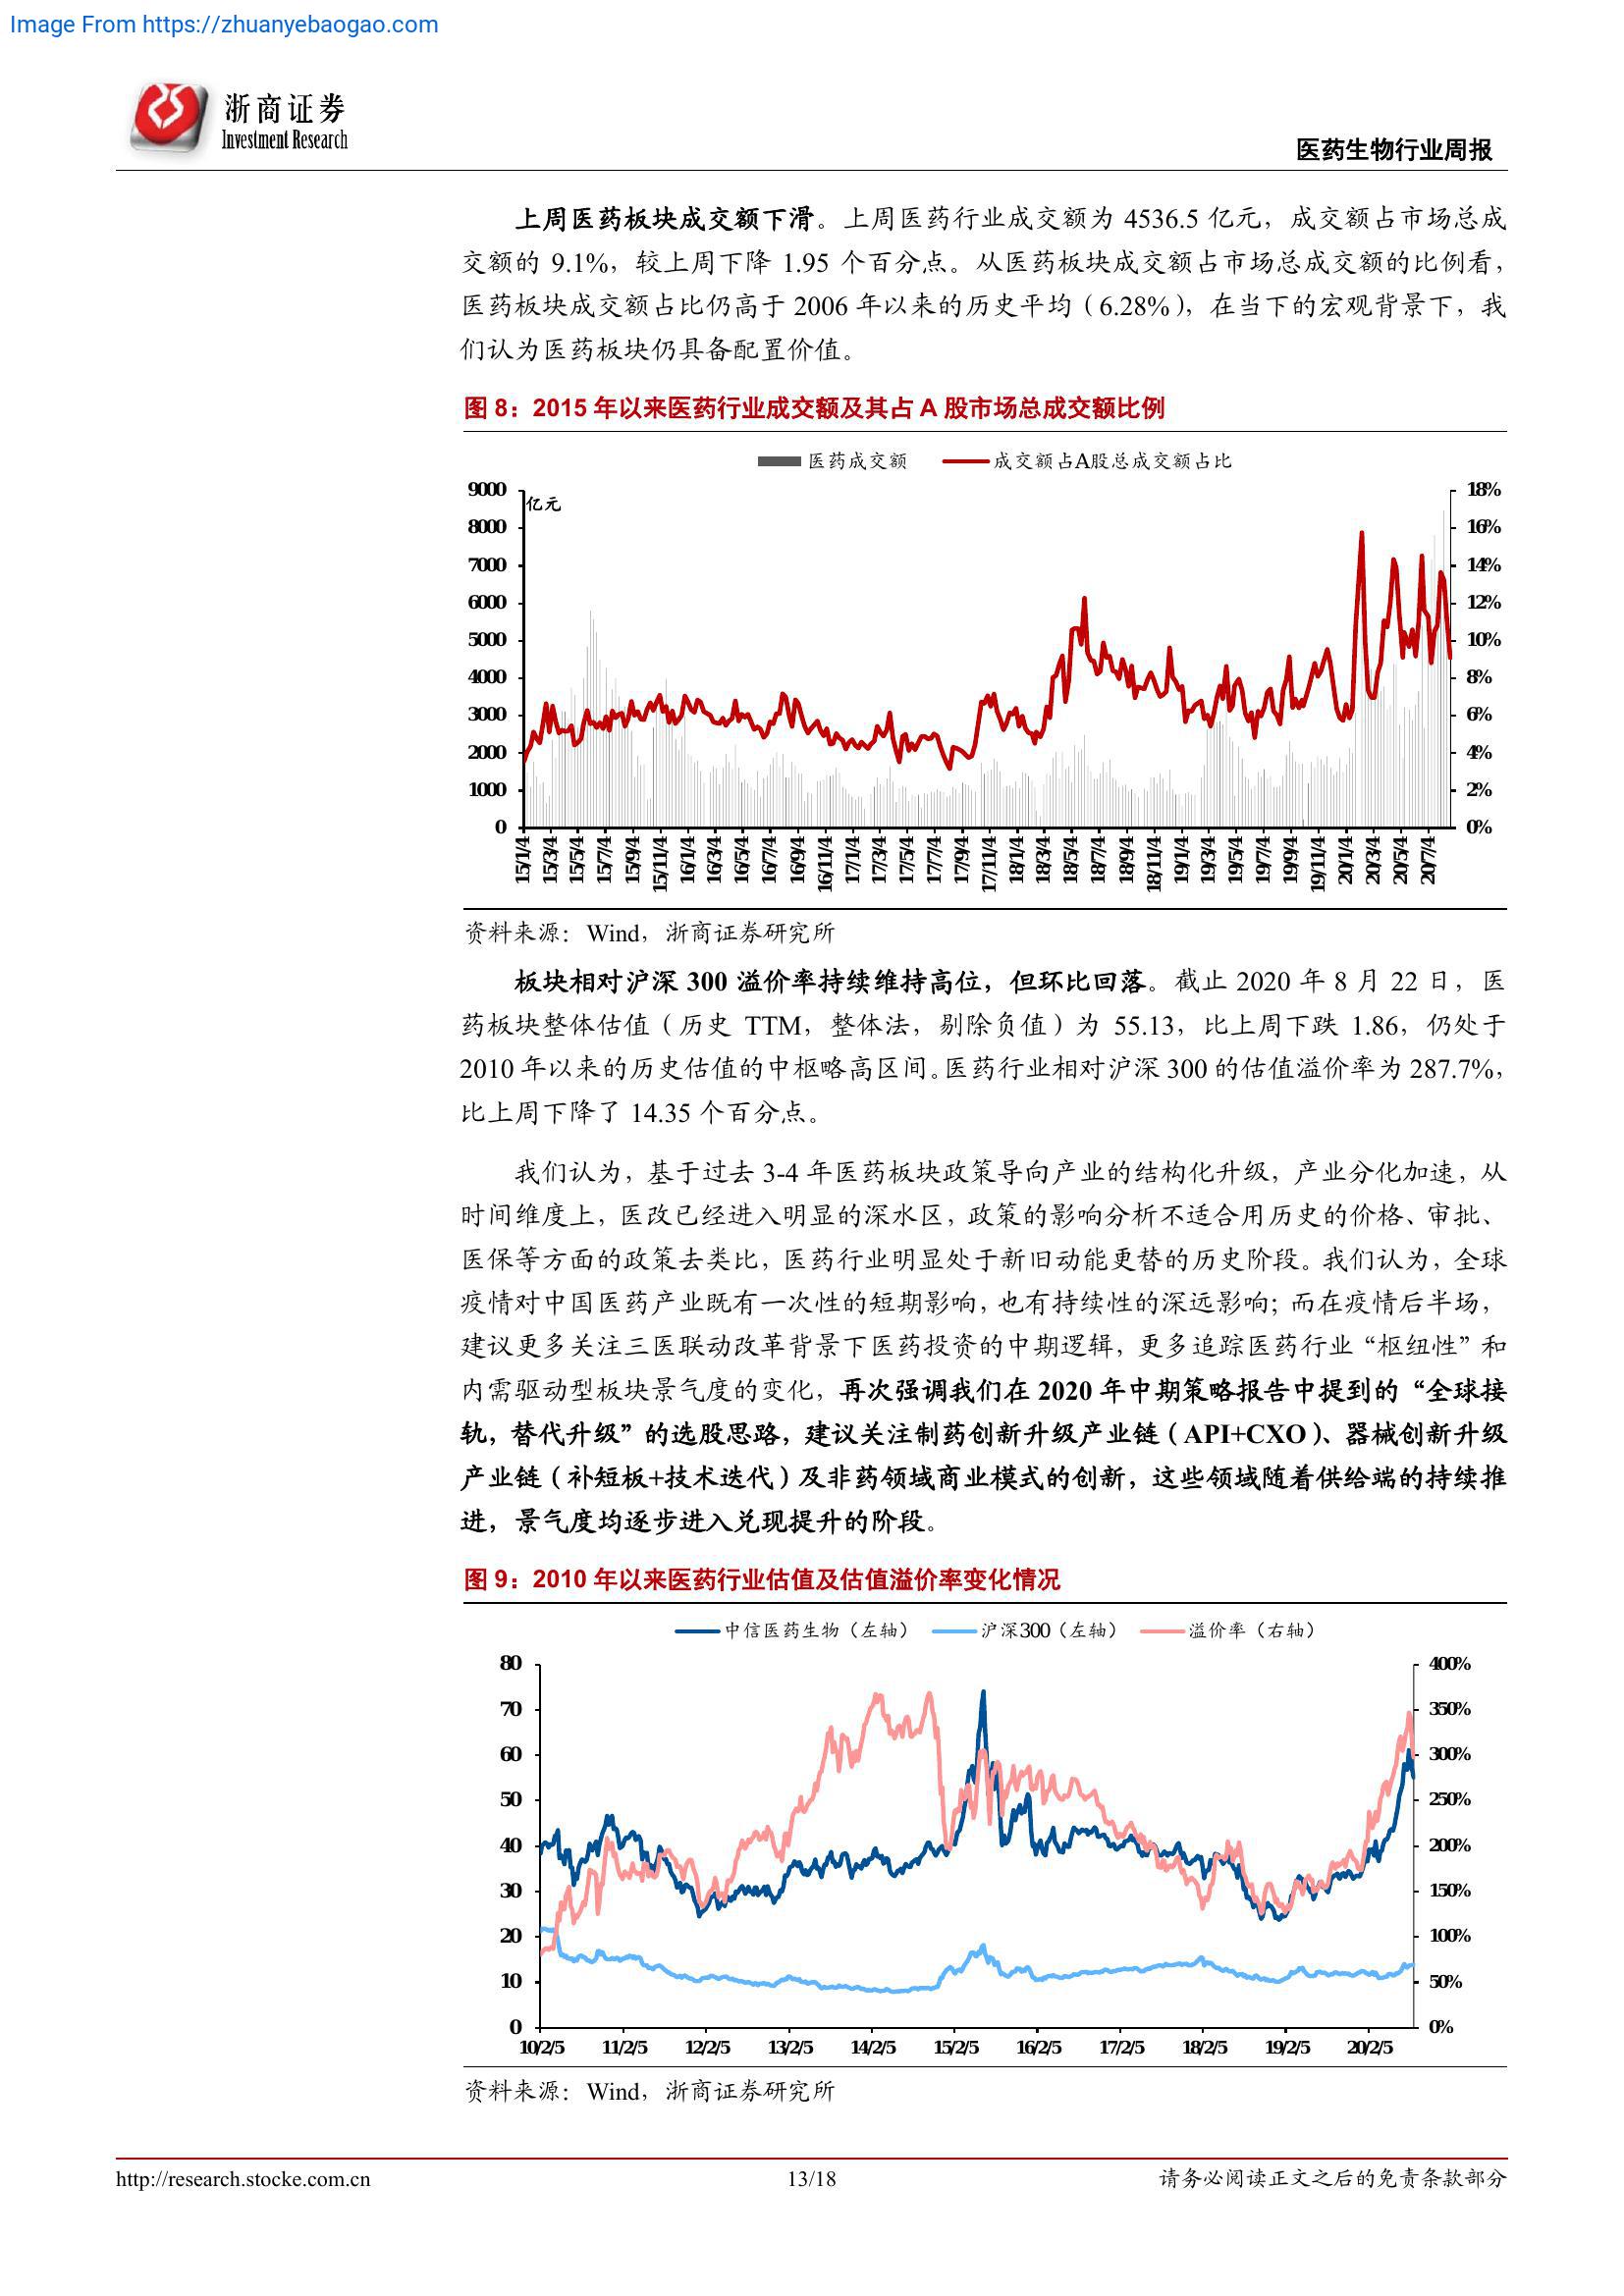 Image From https://zhuanyebaogao.com
浙商证券
Investment Research
医药生物行业周报
上周医药板块成交额下滑。上周医药行业成交额为 4536.5 亿元，成交额占市场总成
交额的 9.1%，较上周下降 1.95 个百分点。从医药板块成交额占市场总成交额的比例看，
医药板块成交额占比仍高于 2006 年以来的历史平均（6.28%），在当下的宏观背景下，我
们认为医药板块仍具备配置价值。
图 8：2015 年以来医药行业成交额及其占 A 股市场总成交额比例
医药成交额 成交额占A股总成交额占比
亿元
9000 18%
8000 16%
7000 14%
6000 12%
5000 10%
4000 8%
3000 6%
2000 4%
1000 2%
0 0%
15/1/4 15/3/4 15/5/4 15/7/4 15/9/4 15/11/4 16/1/4 16/3/4 16/5/4 16/7/4 16/9/4 16/11/4 17/1/4 17/3/4 17/5/4 17/7/4 17/9/4 17/11/4 18/1/4 18/3/4 18/5/4 18/7/4 18/9/4 18/11/4 19/1/4 19/3/4 19/5/4 19/7/4 19/9/4 19/11/4 20/1/4 20/3/4 20/5/4 20/7/4
资料来源：Wind，浙商证券研究所
板块相对沪深 300 溢价率持续维持高位，但环比回落。截止 2020 年 8 月 22 日，医
药板块整体估值（历史 TTM，整体法，剔除负值）为 55.13，比上周下跌 1.86，仍处于
2010 年以来的历史估值的中枢略高区间。医药行业相对沪深 300 的估值溢价率为 287.7%，
比上周下降了 14.35 个百分点。
我们认为，基于过去 3-4 年医药板块政策导向产业的结构化升级，产业分化加速，从
时间维度上，医改已经进入明显的深水区，政策的影响分析不适合用历史的价格、审批、
医保等方面的政策去类比，医药行业明显处于新旧动能更替的历史阶段。我们认为，全球
疫情对中国医药产业既有一次性的短期影响，也有持续性的深远影响；而在疫情后半场，
建议更多关注三医联动改革背景下医药投资的中期逻辑，更多追踪医药行业“枢纽性”和
内需驱动型板块景气度的变化，再次强调我们在 2020 年中期策略报告中提到的“全球接
轨，替代升级”的选股思路，建议关注制药创新升级产业链（API+CXO）、器械创新升级
产业链（补短板+技术迭代）及非药领域商业模式的创新，这些领域随着供给端的持续推
进，景气度均逐步进入兑现提升的阶段。
图 9：2010 年以来医药行业估值及估值溢价率变化情况
中信医药生物（左轴） 沪深300（左轴） 溢价率（右轴）
80 400%
70 350%
60 300%
50 250%
40 200%
30 150%
20 100%
10 50%
0 0%
10/2/5 11/2/5 12/2/5 13/2/5 14/2/5 15/2/5 16/2/5 17/2/5 18/2/5 19/2/5 20/2/5
资料来源：Wind，浙商证券研究所
http://research.stocke.com.cn 13/18 请务必阅读正文之后的免责条款部分